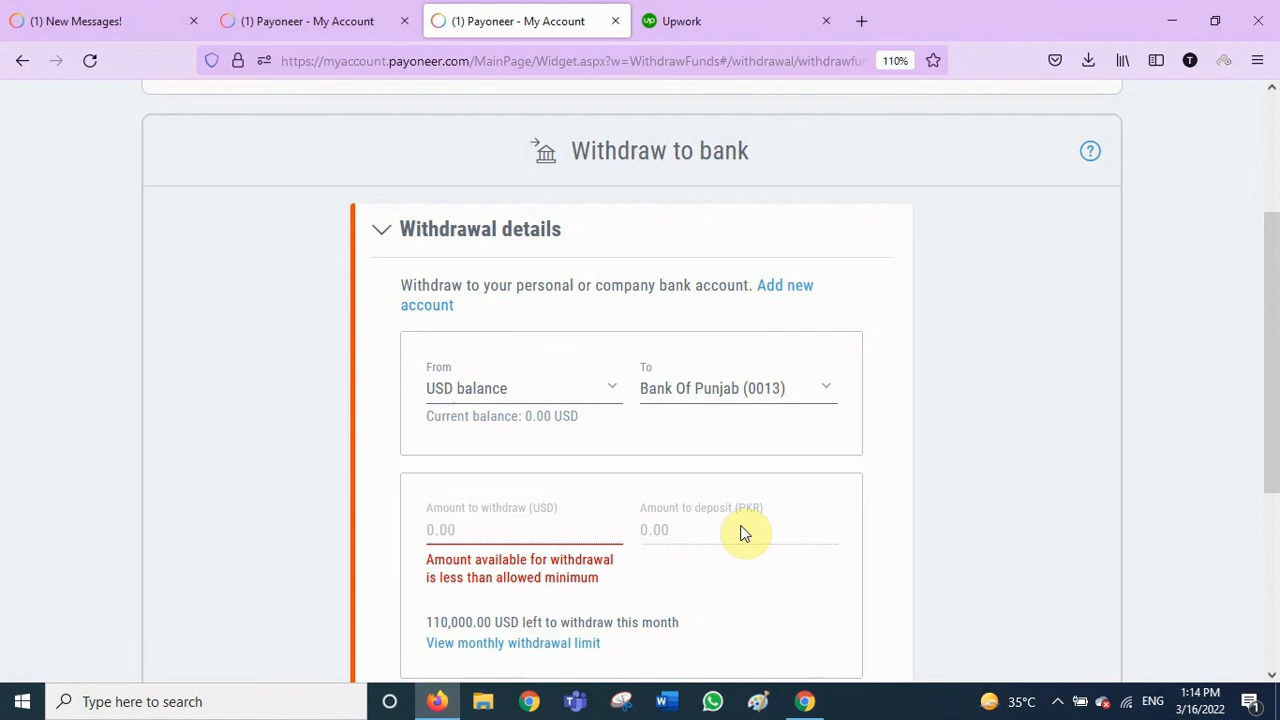 (1) New Messages!
(1) Payoneer - My Account
(1) Payoneer - My Account
Upwork
https://myaccount.payoneer.com/MainPage/Widget.aspx?w=WithdrawFunds#/withdrawal/withdrawfu
110%
Withdraw to bank
?
Withdrawal details
Withdraw to your personal or company bank account. Add new
account
From
To
USD balance
Bank Of Punjab (0013)
Current balance: 0.00 USD
Amount to withdraw (USD)
Amount to deposit (PKR)
0.00
0.00
Amount available for withdrawal
is less than allowed minimum
110,000.00 USD left to withdraw this month
View monthly withdrawal limit
Type here to search
35°C
ENG
1:14 PM
3/16/2022